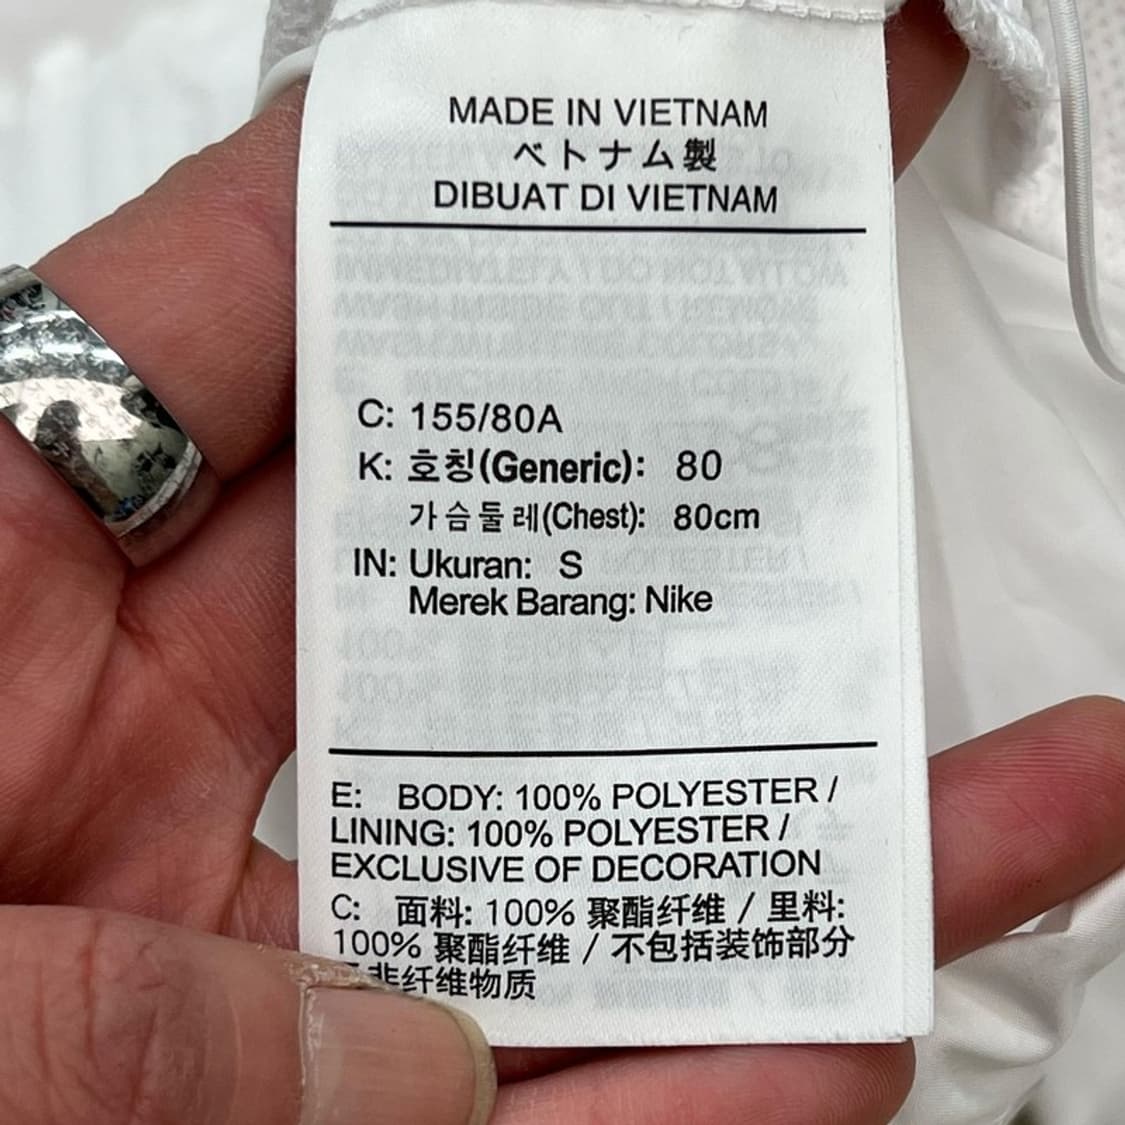 MADE IN VIETNAM
ベトナム製
DIBUAT DI VIETNAM
C: 155/80A
K: 호칭(Generic): 80
가슴둘레(Chest): 80cm
IN: Ukuran: S
Merek Barang: Nike
E: BODY: 100% POLYESTER /
LINING: 100% POLYESTER /
EXCLUSIVE OF DECORATION
C: 面料: 100% 聚酯纤维 / 里料:
100% 聚酯纤维 / 不包括装饰部分
非纤维物质